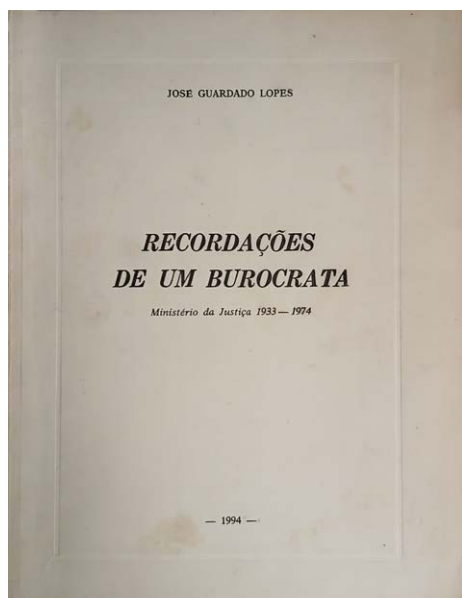 JOSÉ GUARDADO LOPES
RECORDAÇÕES
DE UM BUROCRATA
Ministério da Justiça 1933 — 1974
— 1994 —